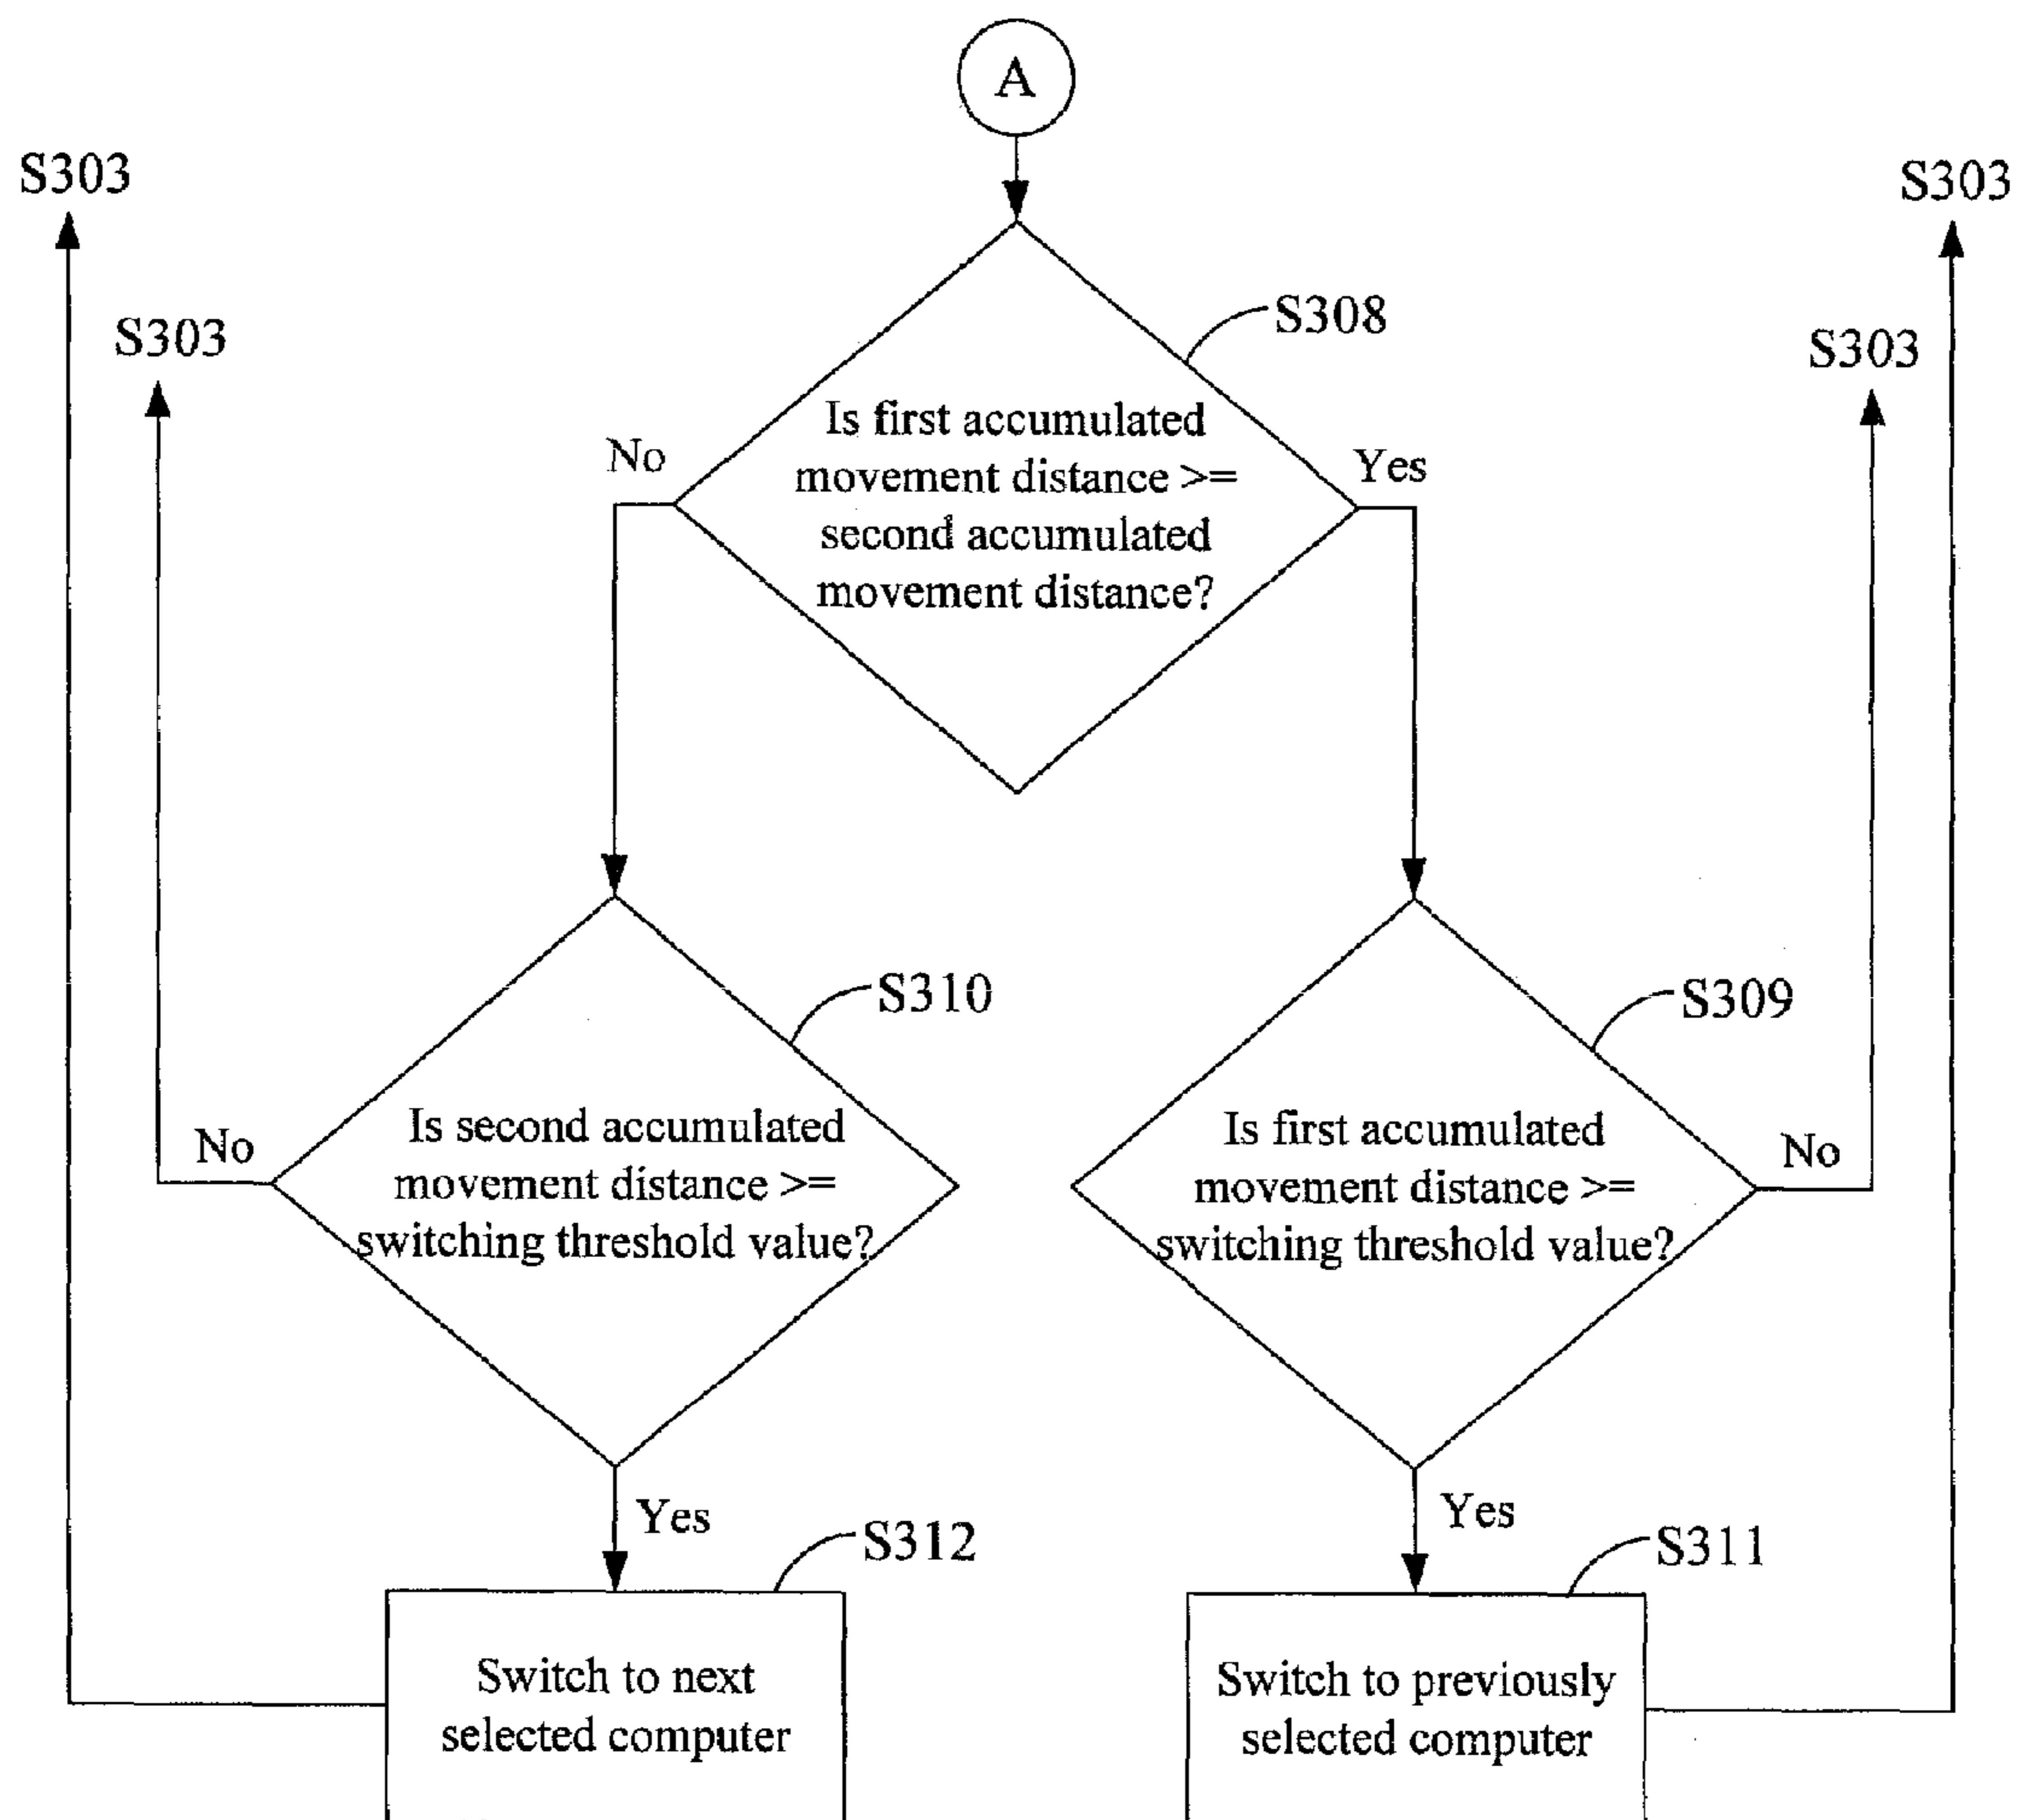 A
S303
S303
S308
S303
S303
Is first accumulated
movement distance >=
second accumulated
movement distance?
No
Yes
S310
S309
Is second accumulated
movement distance >=
switching threshold value?
No
Is first accumulated
movement distance >=
switching threshold value?
No
Yes
Yes
S312
S311
Switch to next
selected computer
Switch to previously
selected computer